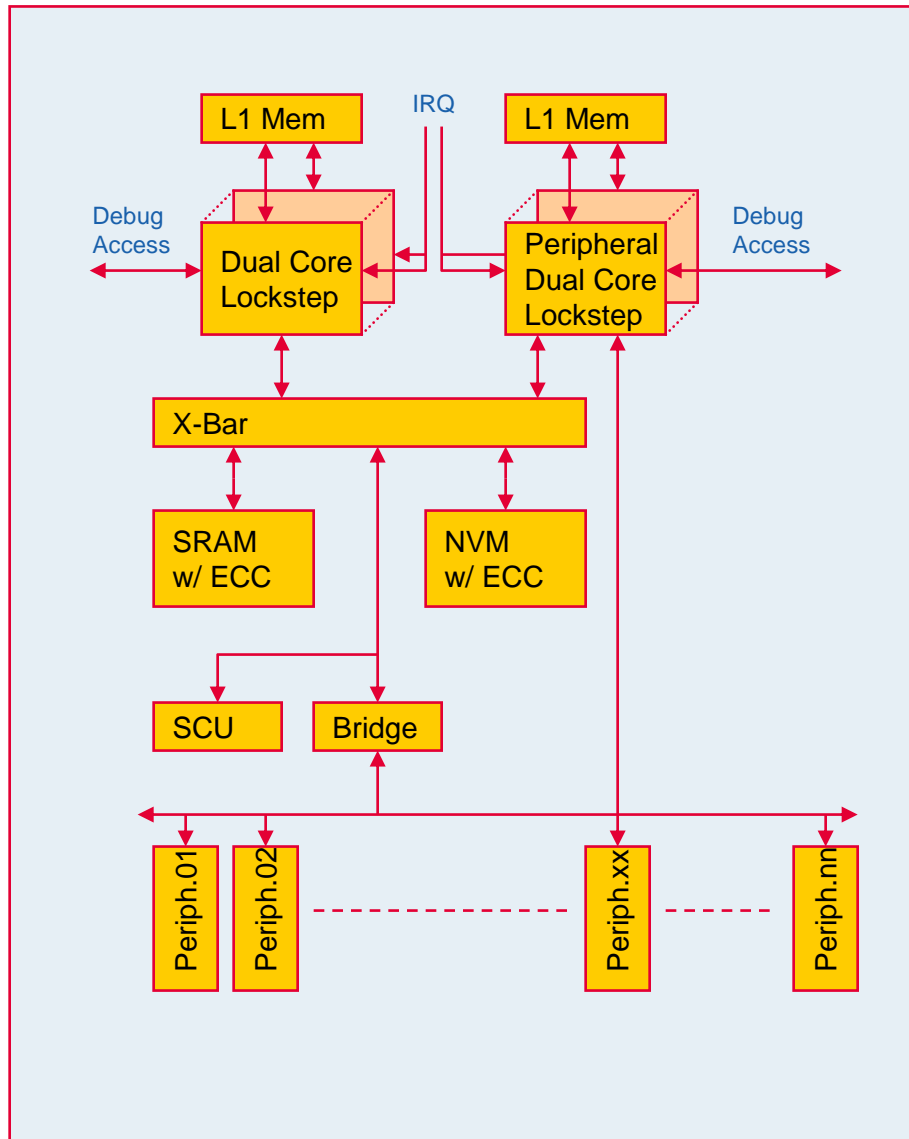 L1 Mem
IRQ
L1 Mem
Debug
Access
Dual Core
Lockstep
Peripheral
Dual Core
Lockstep
Debug
Access
X-Bar
SRAM
w/ ECC
NVM
w/ ECC
SCU
Bridge
Periph.01
Periph.02
Periph.xx
Periph.nn